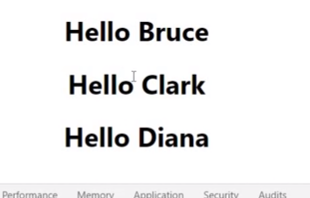 Hello Bruce
Hello Clark
Hello Diana
Performance Memory Application Security Audits